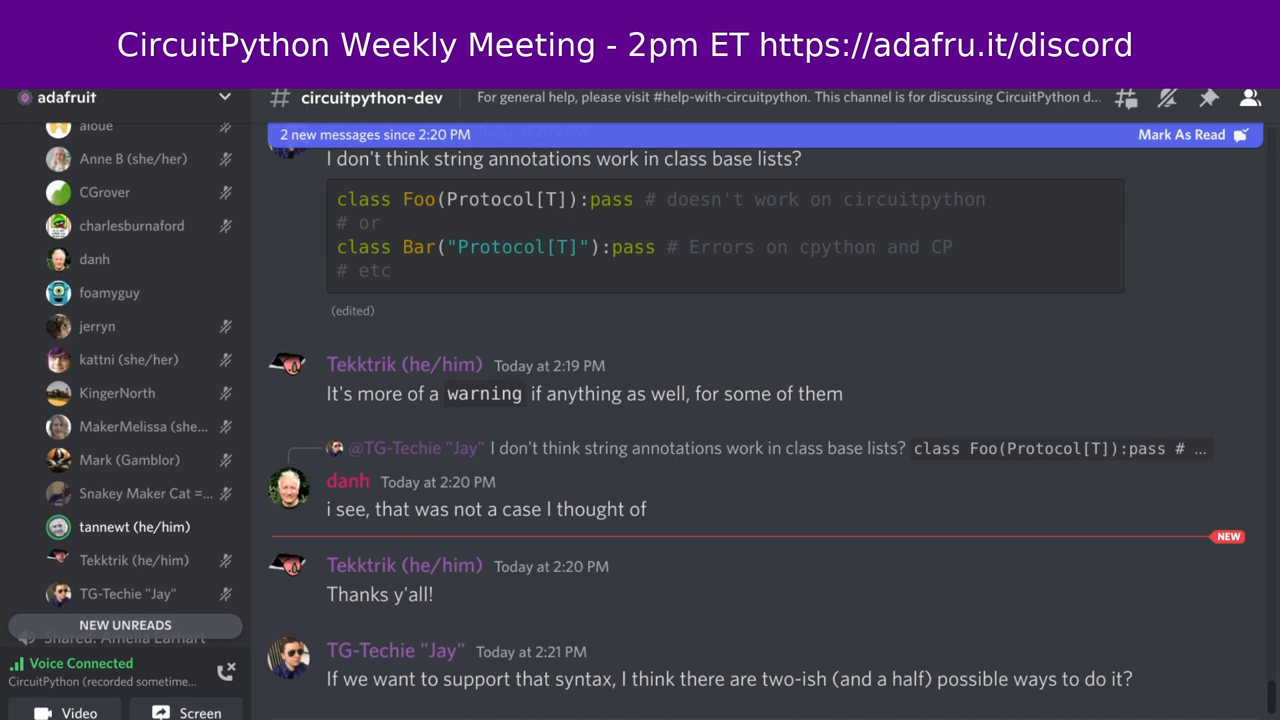 CircuitPython Weekly Meeting - 2pm ET https://adafru.it/discord
adafruit
aioue
Anne B (she/her)
CGrover
charlesburnaford
danh
foamyguy
jerryn
kattni (she/her)
KingerNorth
MakerMelissa (she...
Mark (Gamblor)
Snakey Maker Cat =...
tannewt (he/him)
Tekktrik (he/him)
TG-Techie "Jay"
NEW UNREADS
Shared: Amelia Earhart
Voice Connected
CircuitPython (recorded sometime...
Video
Screen
# circuitpython-dev
For general help, please visit #help-with-circuitpython. This channel is for discussing CircuitPython d...
2 new messages since 2:20 PM
Mark As Read
Today at 2:19 PM
I don't think string annotations work in class base lists?
class Foo(Protocol[T]):pass # doesn't work on circuitpython
# or
class Bar("Protocol[T]"):pass # Errors on cpython and CP
# etc
(edited)
Tekktrik (he/him) Today at 2:19 PM
It's more of a warning if anything as well, for some of them
@TG-Techie "Jay" I don't think string annotations work in class base lists? class Foo(Protocol[T]):pass # ...
danh Today at 2:20 PM
i see, that was not a case I thought of
NEW
Tekktrik (he/him) Today at 2:20 PM
Thanks y'all!
TG-Techie "Jay" Today at 2:21 PM
If we want to support that syntax, I think there are two-ish (and a half) possible ways to do it?